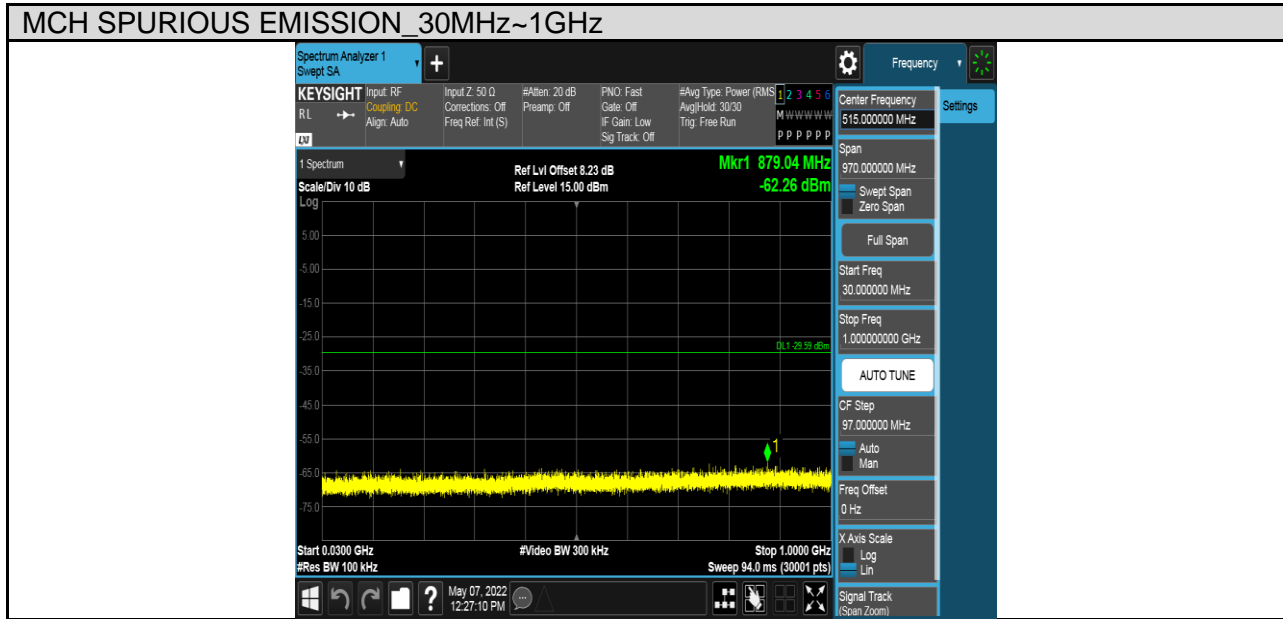 MCH SPURIOUS EMISSION_30MHz~1GHz
Spectrum Analyzer 1
Swept SA
+
Frequency
KEYSIGHT
RL
LXI
Input: RF
Coupling: DC
Align: Auto
Input Z: 50 Ω
Corrections: Off
Freq Ref: Int (S)
#Atten: 20 dB
Preamp: Off
PNO: Fast
Gate: Off
IF Gain: Low
Sig Track: Off
#Avg Type: Power (RMS
Avg|Hold: 30/30
Trig: Free Run
1 2 3 4 5 6
M W W W W W
P P P P P P
1 Spectrum
Scale/Div 10 dB
Log
Ref Lvl Offset 8.23 dB
Ref Level 15.00 dBm
Mkr1 879.04 MHz
-62.26 dBm
5.00
-5.00
-15.0
-25.0
DL1 -29.59 dBm
-35.0
-45.0
-55.0
1
-65.0
-75.0
Start 0.0300 GHz
#Res BW 100 kHz
#Video BW 300 kHz
Stop 1.0000 GHz
Sweep 94.0 ms (30001 pts)
?
May 07, 2022
12:27:10 PM
Center Frequency
515.000000 MHz
Settings
Span
970.000000 MHz
Swept Span
Zero Span
Full Span
Start Freq
30.000000 MHz
Stop Freq
1.000000000 GHz
AUTO TUNE
CF Step
97.000000 MHz
Auto
Man
Freq Offset
0 Hz
X Axis Scale
Log
Lin
Signal Track
(Span Zoom)